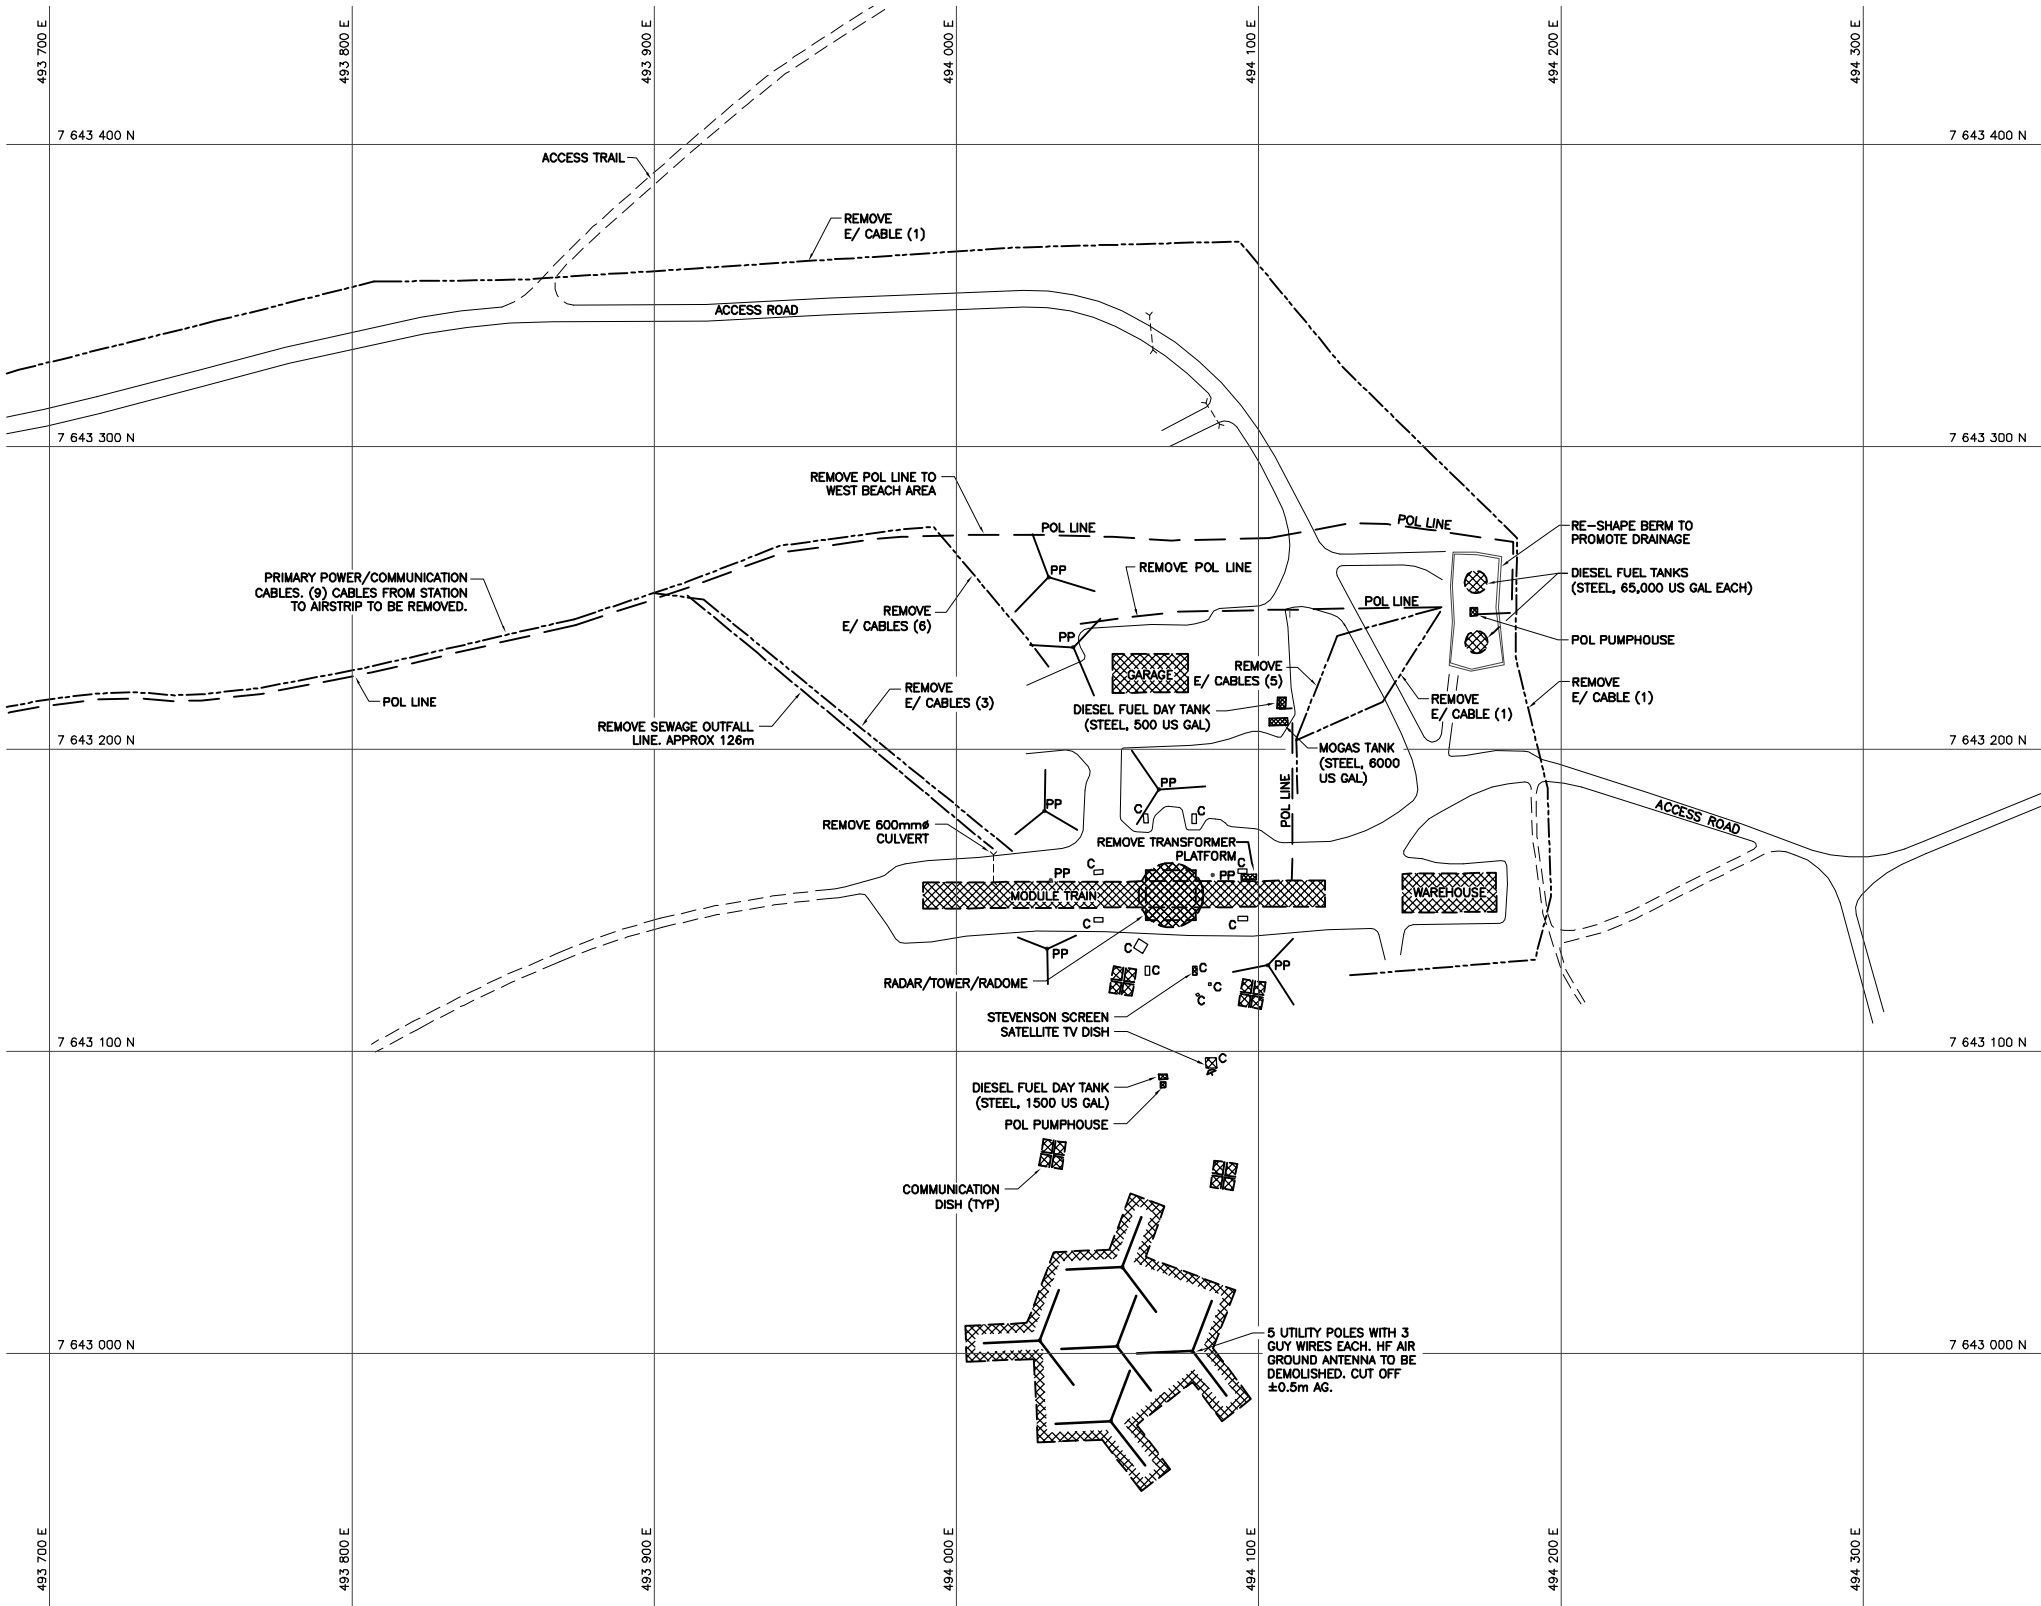 493 700 E
493 800 E
493 900 E
494 000 E
494 100 E
494 200 E
494 300 E
7 643 400 N
7 643 400 N
ACCESS TRAIL
REMOVE
E/ CABLE (1)
ACCESS ROAD
7 643 300 N
7 643 300 N
REMOVE POL LINE TO
WEST BEACH AREA
POL LINE
POL LINE
RE-SHAPE BERM TO
PROMOTE DRAINAGE
PRIMARY POWER/COMMUNICATION
CABLES. (9) CABLES FROM STATION
TO AIRSTRIP TO BE REMOVED.
PP
REMOVE POL LINE
DIESEL FUEL TANKS
(STEEL, 65,000 US GAL EACH)
REMOVE
E/ CABLES (6)
POL LINE
PP
POL PUMPHOUSE
GARAGE
REMOVE
E/ CABLES (5)
REMOVE
E/ CABLE (1)
REMOVE
E/ CABLE (1)
POL LINE
REMOVE
E/ CABLES (3)
REMOVE SEWAGE OUTFALL
LINE. APPROX 126m
DIESEL FUEL DAY TANK
(STEEL, 500 US GAL)
7 643 200 N
7 643 200 N
MOGAS TANK
(STEEL, 6000
US GAL)
PP
PP
C
C
POL LINE
ACCESS ROAD
REMOVE 600mmø
CULVERT
REMOVE TRANSFORMER
PLATFORM
PP
C
PP
C
MODULE TRAIN
WAREHOUSE
C
C
PP
C
C
C
PP
RADAR/TOWER/RADOME
C
C
STEVENSON SCREEN
SATELLITE TV DISH
7 643 100 N
7 643 100 N
C
DIESEL FUEL DAY TANK
(STEEL, 1500 US GAL)
POL PUMPHOUSE
COMMUNICATION
DISH (TYP)
7 643 000 N
7 643 000 N
5 UTILITY POLES WITH 3
GUY WIRES EACH. HF AIR
GROUND ANTENNA TO BE
DEMOLISHED. CUT OFF
±0.5m AG.
493 700 E
493 800 E
493 900 E
494 000 E
494 100 E
494 200 E
494 300 E